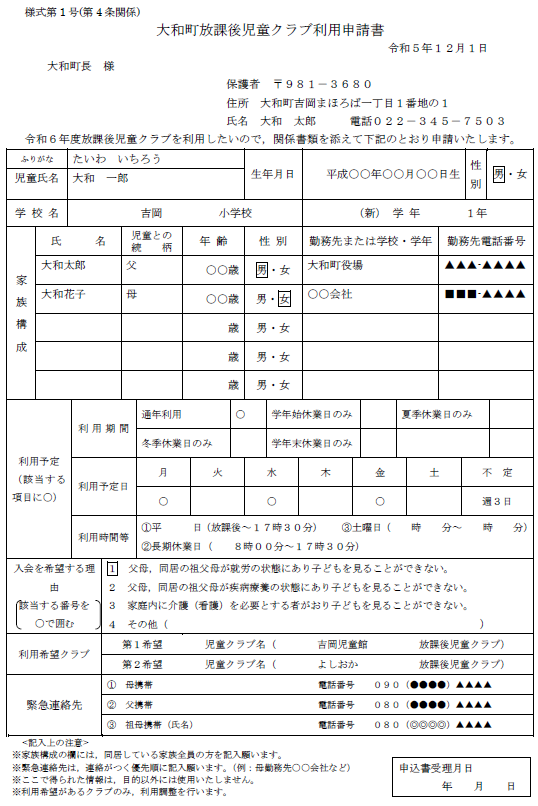 様式第１号(第４条関係)
大和町放課後児童クラブ利用申請書
令和５年１２月１日
大和町長　様
保護者　〒９８１－３６８０
住所　大和町吉岡まほろば一丁目１番地の１
氏名　大和　太郎　　　電話０２２－３４５－７５０３
令和６年度放課後児童クラブを利用したいので，関係書類を添えて下記のとおり申請いたします。
ふりがな　たいわ　いちろう
児童氏名　大和　一郎　生年月日　平成〇〇年〇〇月〇〇日生　性別　男・女
学 校 名　吉岡　小学校　（新）　学　年　１年
家族構成
氏　　名　児童との続　柄　年 齢　性 別　勤務先または学校・学年　勤務先電話番号
大和太郎　父　〇〇歳　男・女　大和町役場　▲▲▲-▲▲▲▲
大和花子　母　〇〇歳　男・女　〇〇会社　■■■-▲▲▲▲
歳　男・女
歳　男・女
歳　男・女
利用予定（該当する項目に〇）
利 用 期 間　通年利用　〇　学年始休業日のみ　夏季休業日のみ
冬季休業日のみ　学年末休業日のみ
利用予定日　月　火　水　木　金　土　不　定
〇　〇　〇　週３日
利用時間等　①平　　日（放課後～１７時３０分）　③土曜日（　　時　　分～　　時　　分）
②長期休業日（　　８時００分～１７時３０分）
入会を希望する理由（該当する番号を〇で囲む）
１　父母，同居の祖父母が就労の状態にあり子どもを見ることができない。
２　父母，同居の祖父母が疾病療養の状態にあり子どもを見ることができない。
３　家庭内に介護（看護）を必要とする者がおり子どもを見ることができない。
４　その他（　　　　　　　　　　　　　　　　　　　　）
利用希望クラブ　第１希望　児童クラブ名（　吉岡児童館　放課後児童クラブ）
第２希望　児童クラブ名（　よしおか　放課後児童クラブ）
緊急連絡先　①　母携帯　電話番号　０９０（●●●●）▲▲▲▲
②　父携帯　電話番号　０８０（●●●●）▲▲▲▲
③　祖母携帯（氏名）　電話番号　０８０（◎◎◎◎）▲▲▲▲
<記入上の注意>
※家族構成の欄には，同居している家族全員の方を記入願います。
※緊急連絡先は，連絡がつく優先順に記入願います。（例：母勤務先〇〇会社など）
※ここで得られた情報は，目的以外には使用いたしません。
※利用希望があるクラブのみ，利用調整を行います。
申込書受理月日
年　　月　　日